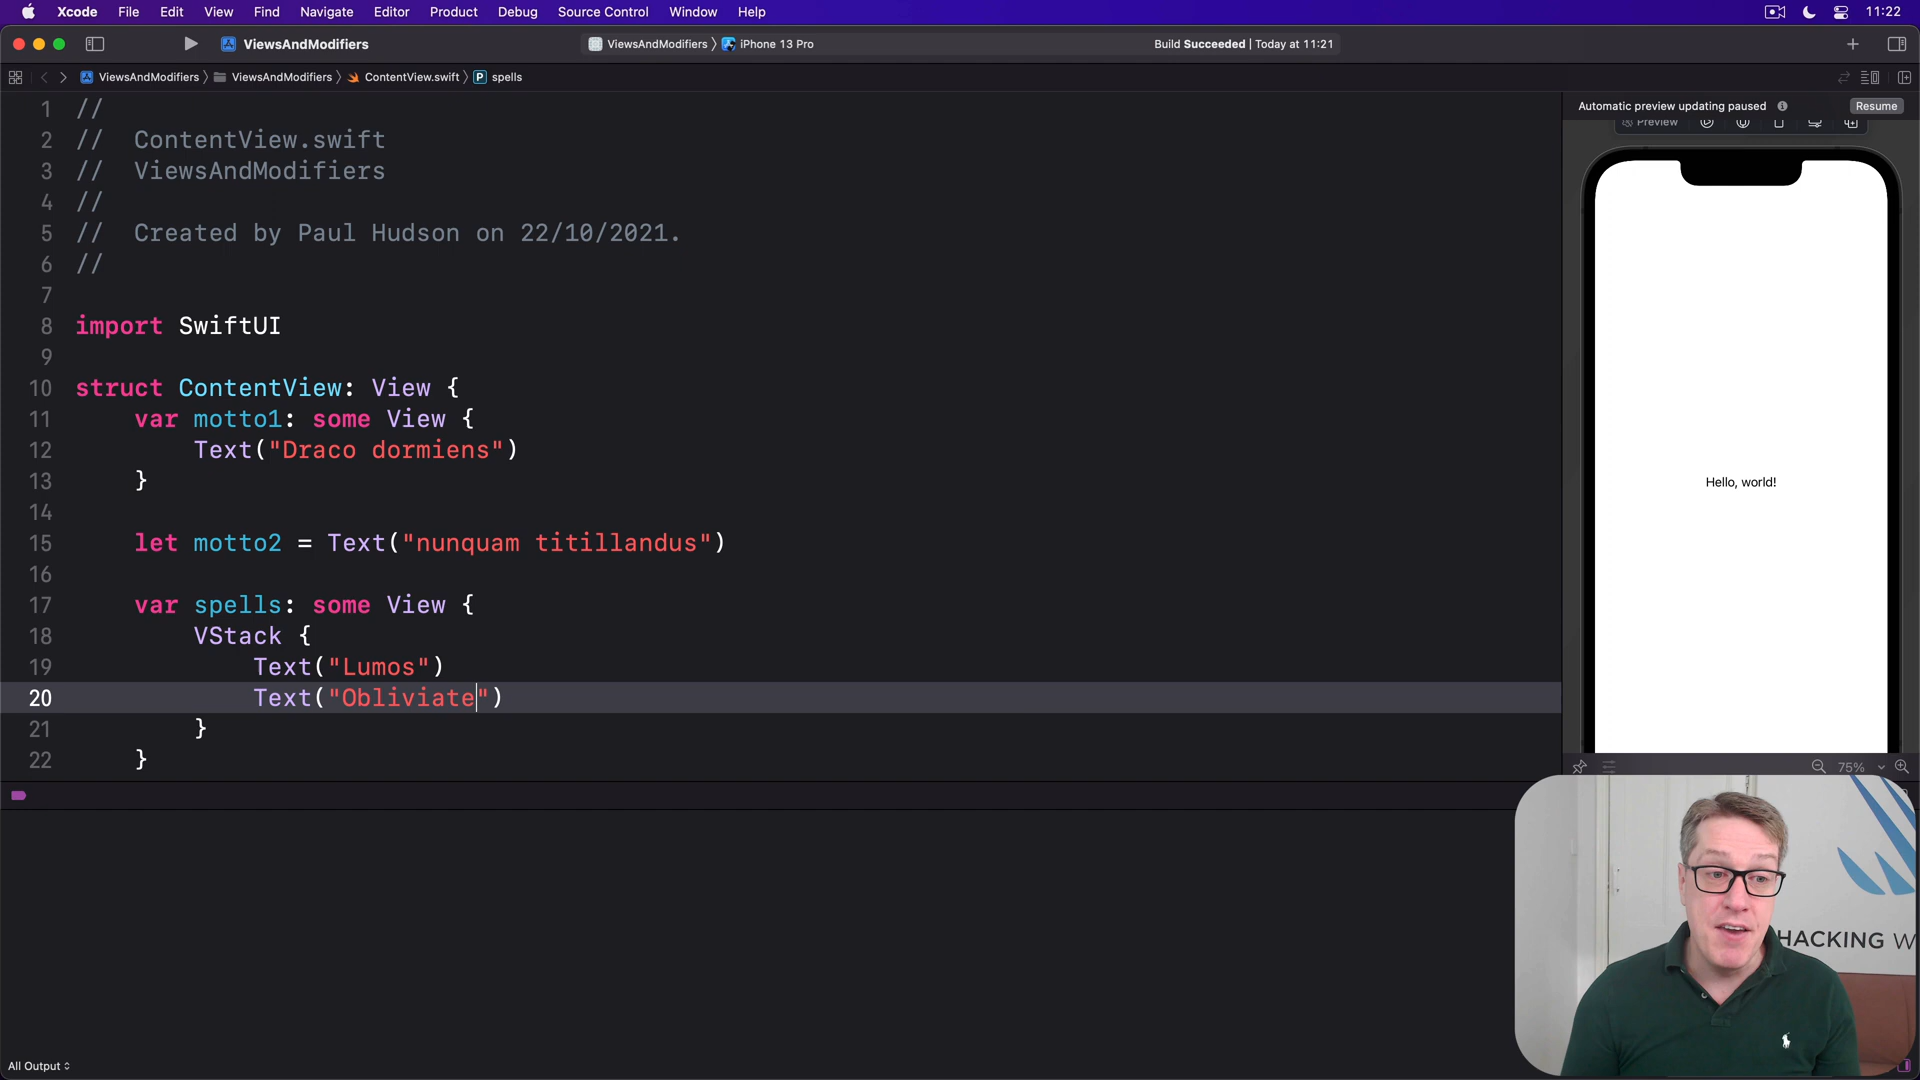 Xcode File Edit View Find Navigate Editor Product Debug Source Control Window Help 11:22
ViewsAndModifiers ViewsAndModifiers iPhone 13 Pro Build Succeeded | Today at 11:21
ViewsAndModifiers ViewsAndModifiers ContentView.swift P spells
Automatic preview updating paused Resume
Preview
1 //
2 // ContentView.swift
3 // ViewsAndModifiers
4 //
5 // Created by Paul Hudson on 22/10/2021.
6 //
7
8 import SwiftUI
9
10 struct ContentView: View {
11 var motto1: some View {
12 Text("Draco dormiens")
13 }
14
15 let motto2 = Text("nunquam titillandus")
16
17 var spells: some View {
18 VStack {
19 Text("Lumos")
20 Text("Obliviate")
21 }
22 }
Hello, world!
75%
HACKING W
All Output